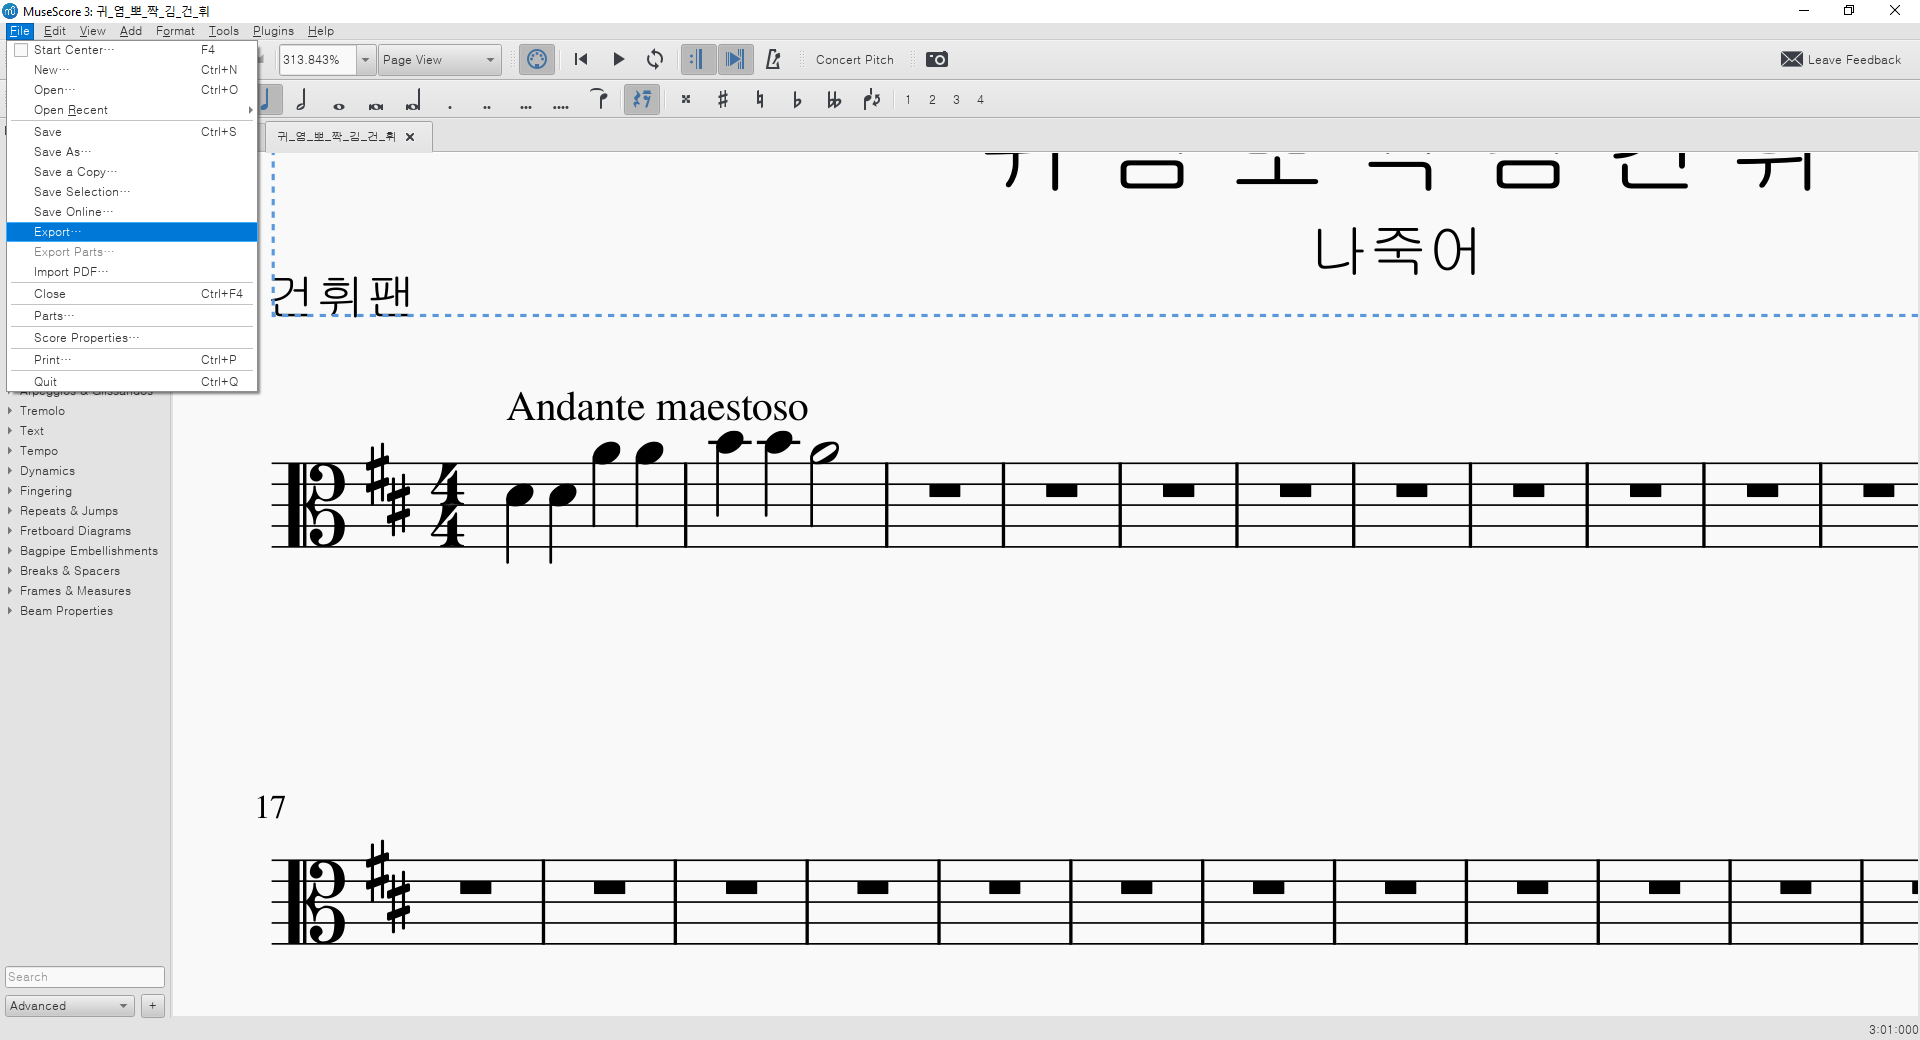 MuseScore 3: 귀_염_뽀_짝_김_건_휘
File Edit View Add Format Tools Plugins Help
Start Center··· F4
New··· Ctrl+N
Open··· Ctrl+O
Open Recent
Save Ctrl+S
Save As···
Save a Copy···
Save Selection···
Save Online···
Export···
Export Parts···
Import PDF···
Close Ctrl+F4
Parts···
Score Properties···
Print··· Ctrl+P
Quit Ctrl+Q
313.843% Page View Concert Pitch Leave Feedback
1 2 3 4
귀_염_뽀_짝_김_건_휘
나죽어
건휘팬
Andante maestoso
4
4
17
Arpeggios & Glissandos
Tremolo
Text
Tempo
Dynamics
Fingering
Repeats & Jumps
Fretboard Diagrams
Bagpipe Embellishments
Breaks & Spacers
Frames & Measures
Beam Properties
Search
Advanced +
3:01:000